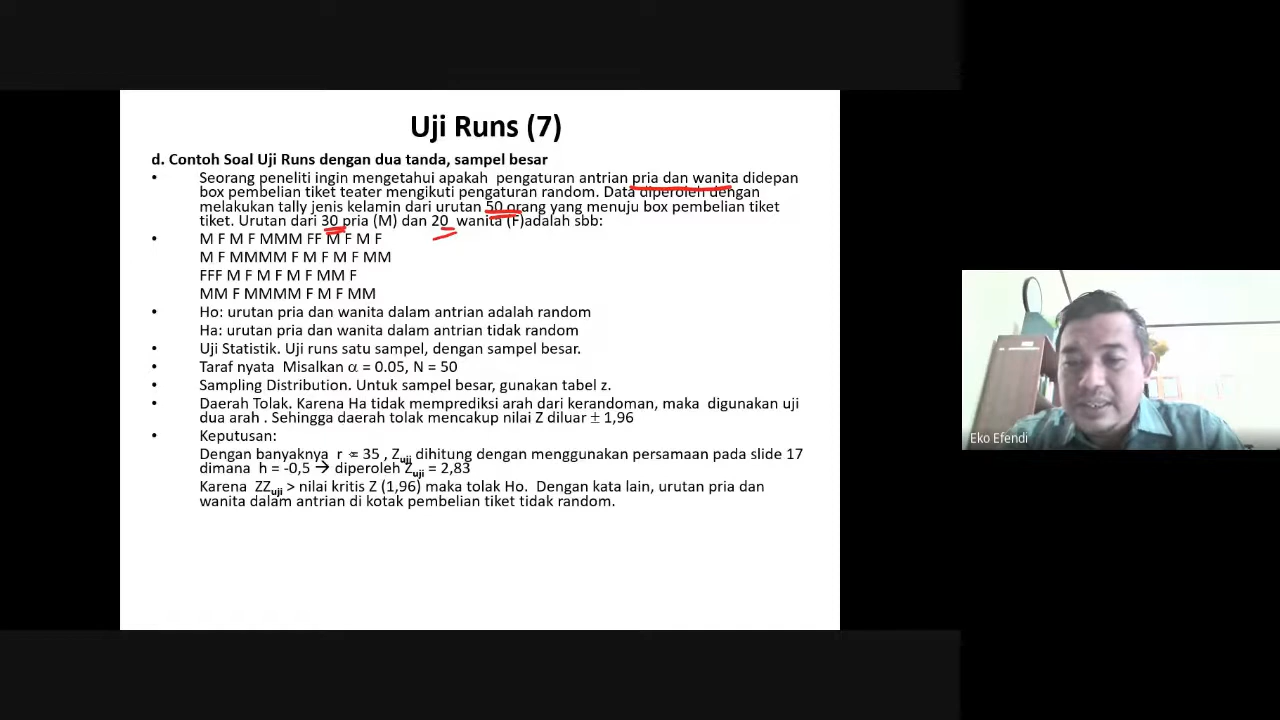 Uji Runs (7)
d. Contoh Soal Uji Runs dengan dua tanda, sampel besar
• Seorang peneliti ingin mengetahui apakah pengaturan antrian pria dan wanita didepan
box pembelian tiket teater mengikuti pengaturan random. Data diperoleh dengan
melakukan tally jenis kelamin dari urutan 50 orang yang menuju box pembelian tiket
tiket. Urutan dari 30 pria (M) dan 20 wanita (F)adalah sbb:
• M F M F MMM FF M F M F
M F MMMM F M F M F MM
FFF M F M F M F MM F
MM F MMMM F M F MM
• Ho: urutan pria dan wanita dalam antrian adalah random
Ha: urutan pria dan wanita dalam antrian tidak random
• Uji Statistik. Uji runs satu sampel, dengan sampel besar.
• Taraf nyata Misalkan α = 0.05, N = 50
• Sampling Distribution. Untuk sampel besar, gunakan tabel z.
• Daerah Tolak. Karena Ha tidak memprediksi arah dari kerandoman, maka digunakan uji
dua arah . Sehingga daerah tolak mencakup nilai Z diluar ± 1,96
• Keputusan:
Dengan banyaknya r = 35 , Zuji dihitung dengan menggunakan persamaan pada slide 17
dimana h = -0,5 → diperoleh Zuji = 2,83
Karena ZZuji > nilai kritis Z (1,96) maka tolak Ho. Dengan kata lain, urutan pria dan
wanita dalam antrian di kotak pembelian tiket tidak random.
Eko Efendi